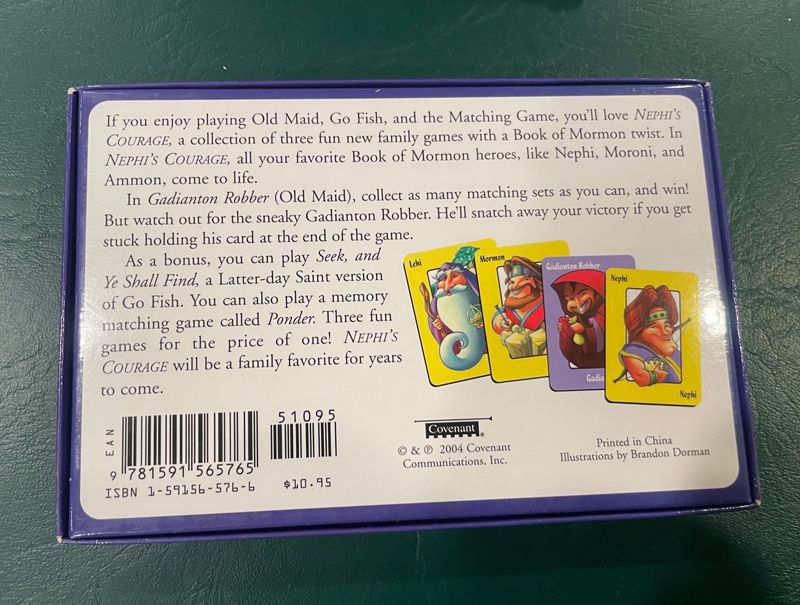 If you enjoy playing Old Maid, Go Fish, and the Matching Game, you'll love NEPHI'S
COURAGE, a collection of three fun new family games with a Book of Mormon twist. In
NEPHI'S COURAGE, all your favorite Book of Mormon heroes, like Nephi, Moroni, and
Ammon, come to life.
In Gadianton Robber (Old Maid), collect as many matching sets as you can, and win!
But watch out for the sneaky Gadianton Robber. He'll snatch away your victory if you get
stuck holding his card at the end of the game.
As a bonus, you can play Seek, and
Ye Shall Find, a Latter-day Saint version
of Go Fish. You can also play a memory
matching game called Ponder. Three fun
games for the price of one! NEPHI'S
COURAGE will be a family favorite for years
to come.
Lehi
Mormon
Gadianton Robber
Gadia
Nephi
Nephi
EAN
51095
9 781591 565765
ISBN 1-59156-576-6
$10.95
Covenant
© & ℗ 2004 Covenant
Communications, Inc.
Printed in China
Illustrations by Brandon Dorman